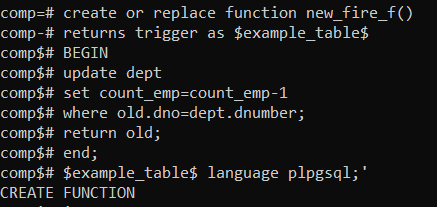 comp=# create or replace function new_fire_f()
comp-# returns trigger as $example_table$
comp$# BEGIN
comp$# update dept
comp$# set count_emp=count_emp-1
comp$# where old.dno=dept.dnumber;
comp$# return old;
comp$# end;
comp$# $example_table$ language plpgsql;'
CREATE FUNCTION